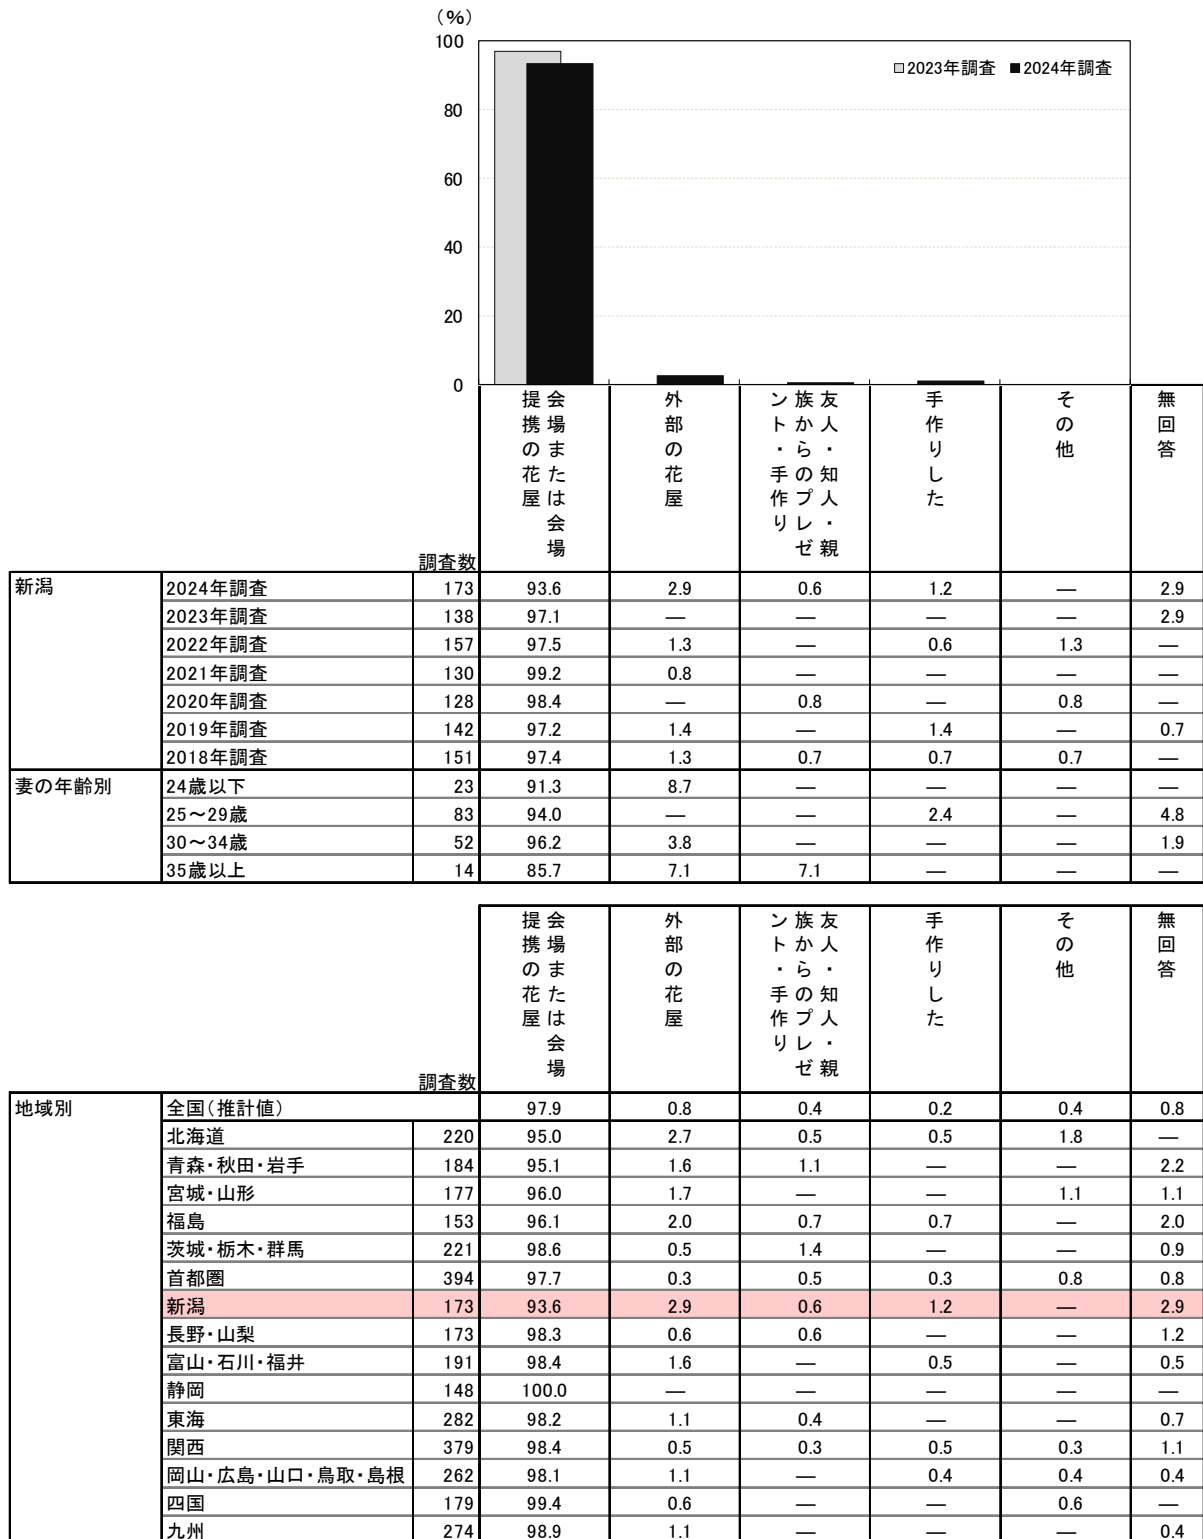 （%）
100
80
60
40
20
0
□2023年調査 ■2024年調査
調査数 会場または会場提携の花屋 外部の花屋 友人・知人・親族からのプレゼント・手作り 手作りした その他 無回答
新潟 2024年調査 173 93.6 2.9 0.6 1.2 — 2.9
2023年調査 138 97.1 — — — — 2.9
2022年調査 157 97.5 1.3 — 0.6 1.3 —
2021年調査 130 99.2 0.8 — — — —
2020年調査 128 98.4 — 0.8 — 0.8 —
2019年調査 142 97.2 1.4 — 1.4 — 0.7
2018年調査 151 97.4 1.3 0.7 0.7 0.7 —
妻の年齢別 24歳以下 23 91.3 8.7 — — — —
25～29歳 83 94.0 — — 2.4 — 4.8
30～34歳 52 96.2 3.8 — — — 1.9
35歳以上 14 85.7 7.1 7.1 — — —
調査数 会場または会場提携の花屋 外部の花屋 友人・知人・親族からのプレゼント・手作り 手作りした その他 無回答
地域別 全国（推計値） 97.9 0.8 0.4 0.2 0.4 0.8
北海道 220 95.0 2.7 0.5 0.5 1.8 —
青森・秋田・岩手 184 95.1 1.6 1.1 — — 2.2
宮城・山形 177 96.0 1.7 — — 1.1 1.1
福島 153 96.1 2.0 0.7 0.7 — 2.0
茨城・栃木・群馬 221 98.6 0.5 1.4 — — 0.9
首都圏 394 97.7 0.3 0.5 0.3 0.8 0.8
新潟 173 93.6 2.9 0.6 1.2 — 2.9
長野・山梨 173 98.3 0.6 0.6 — — 1.2
富山・石川・福井 191 98.4 1.6 — 0.5 — 0.5
静岡 148 100.0 — — — — —
東海 282 98.2 1.1 0.4 — — 0.7
関西 379 98.4 0.5 0.3 0.5 0.3 1.1
岡山・広島・山口・鳥取・島根 262 98.1 1.1 — 0.4 0.4 0.4
四国 179 99.4 0.6 — — 0.6 —
九州 274 98.9 1.1 — — — 0.4